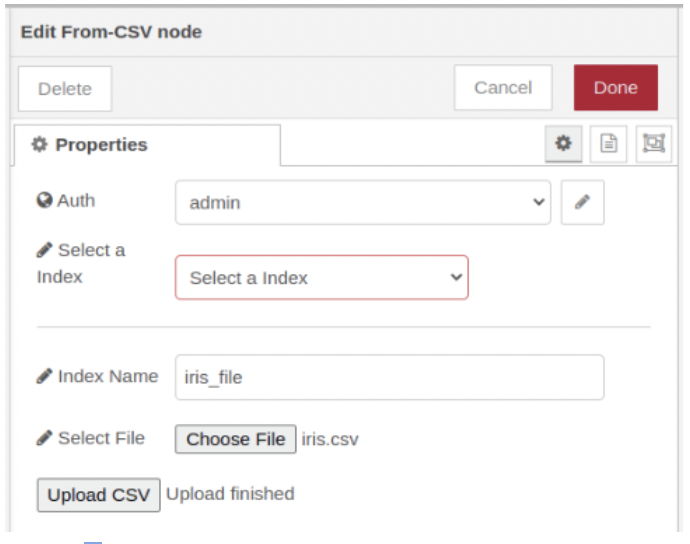 Edit From-CSV node
Delete
Cancel
Done
Properties
Auth
admin
Select a
Index
Select a Index
Index Name
iris_file
Select File
Choose File
iris.csv
Upload CSV
Upload finished